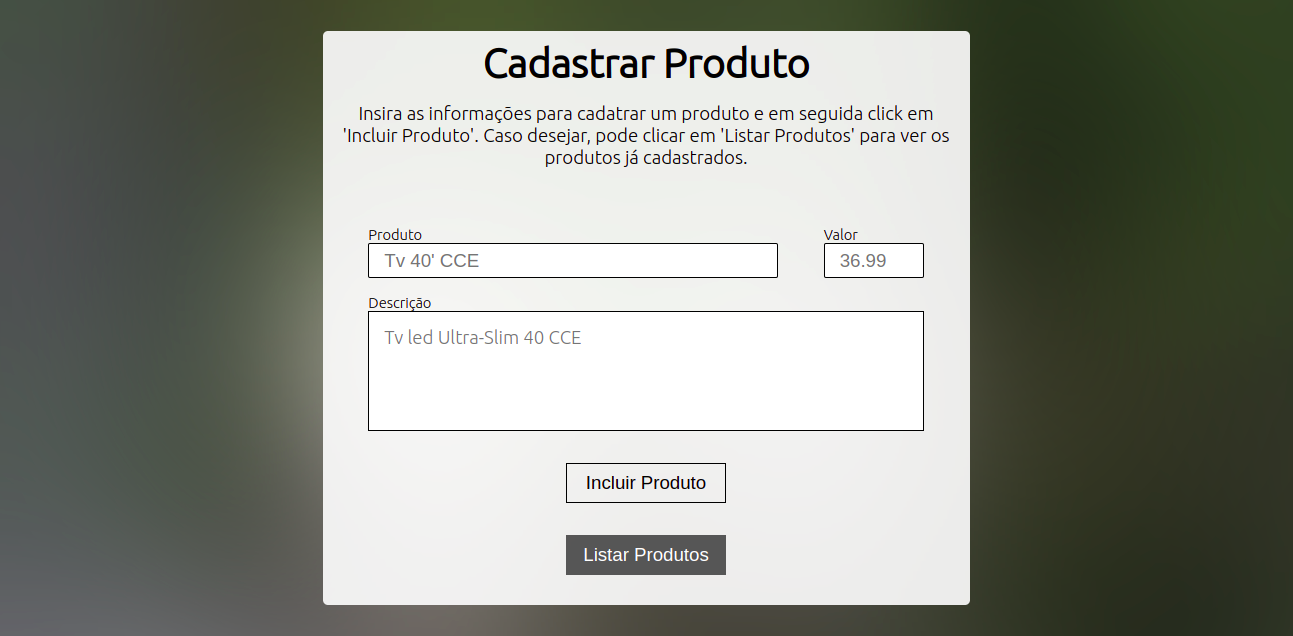 Cadastrar Produto
Insira as informações para cadatrar um produto e em seguida click em
'Incluir Produto'. Caso desejar, pode clicar em 'Listar Produtos' para ver os
produtos já cadastrados.
Produto
Valor
Tv 40' CCE
36.99
Descrição
Tv led Ultra-Slim 40 CCE
Incluir Produto
Listar Produtos